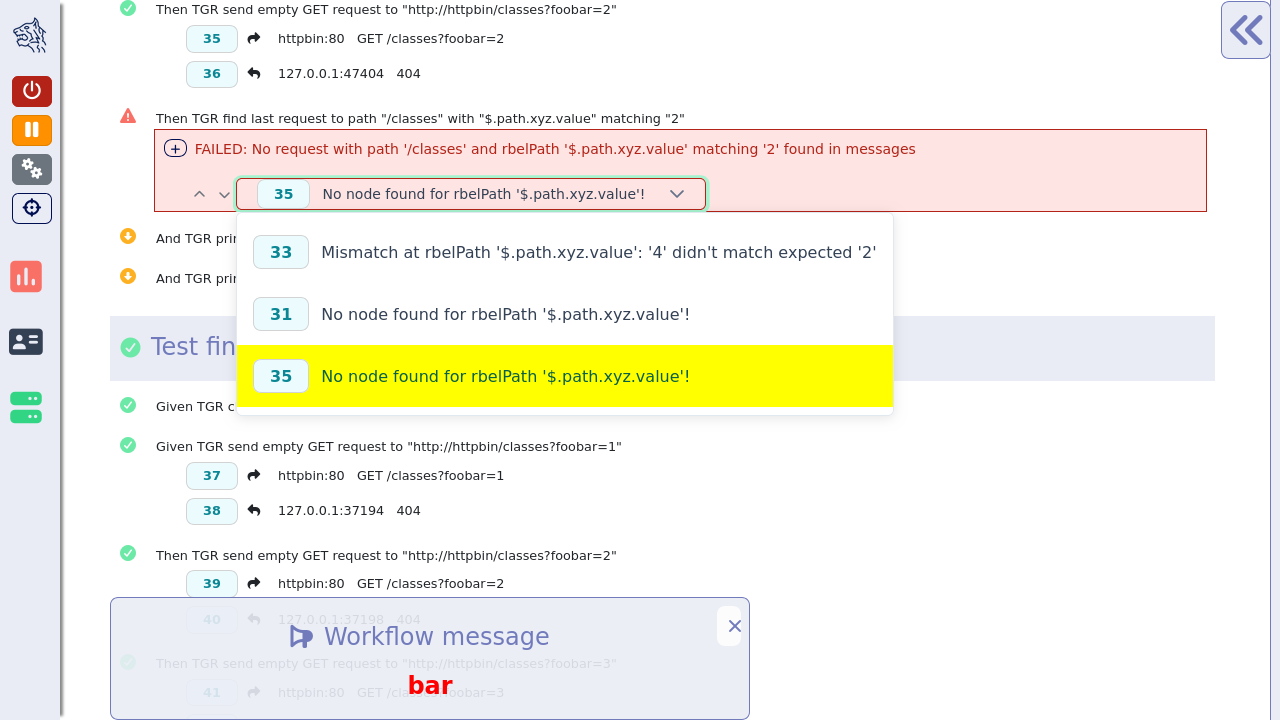 Then TGR send empty GET request to "http://httpbin/classes?foobar=2"
35 httpbin:80 GET /classes?foobar=2
36 127.0.0.1:47404 404
Then TGR find last request to path "/classes" with "$.path.xyz.value" matching "2"
FAILED: No request with path '/classes' and rbelPath '$.path.xyz.value' matching '2' found in messages
35 No node found for rbelPath '$.path.xyz.value'!
And TGR prin
33 Mismatch at rbelPath '$.path.xyz.value': '4' didn't match expected '2'
And TGR prin
31 No node found for rbelPath '$.path.xyz.value'!
Test fin
35 No node found for rbelPath '$.path.xyz.value'!
Given TGR c
Given TGR send empty GET request to "http://httpbin/classes?foobar=1"
37 httpbin:80 GET /classes?foobar=1
38 127.0.0.1:37194 404
Then TGR send empty GET request to "http://httpbin/classes?foobar=2"
39 httpbin:80 GET /classes?foobar=2
40 127.0.0.1:37198 404
Workflow message
Then TGR send empty GET request to "http://httpbin/classes?foobar=3"
bar
41 httpbin:80 GET /classes?foobar=3